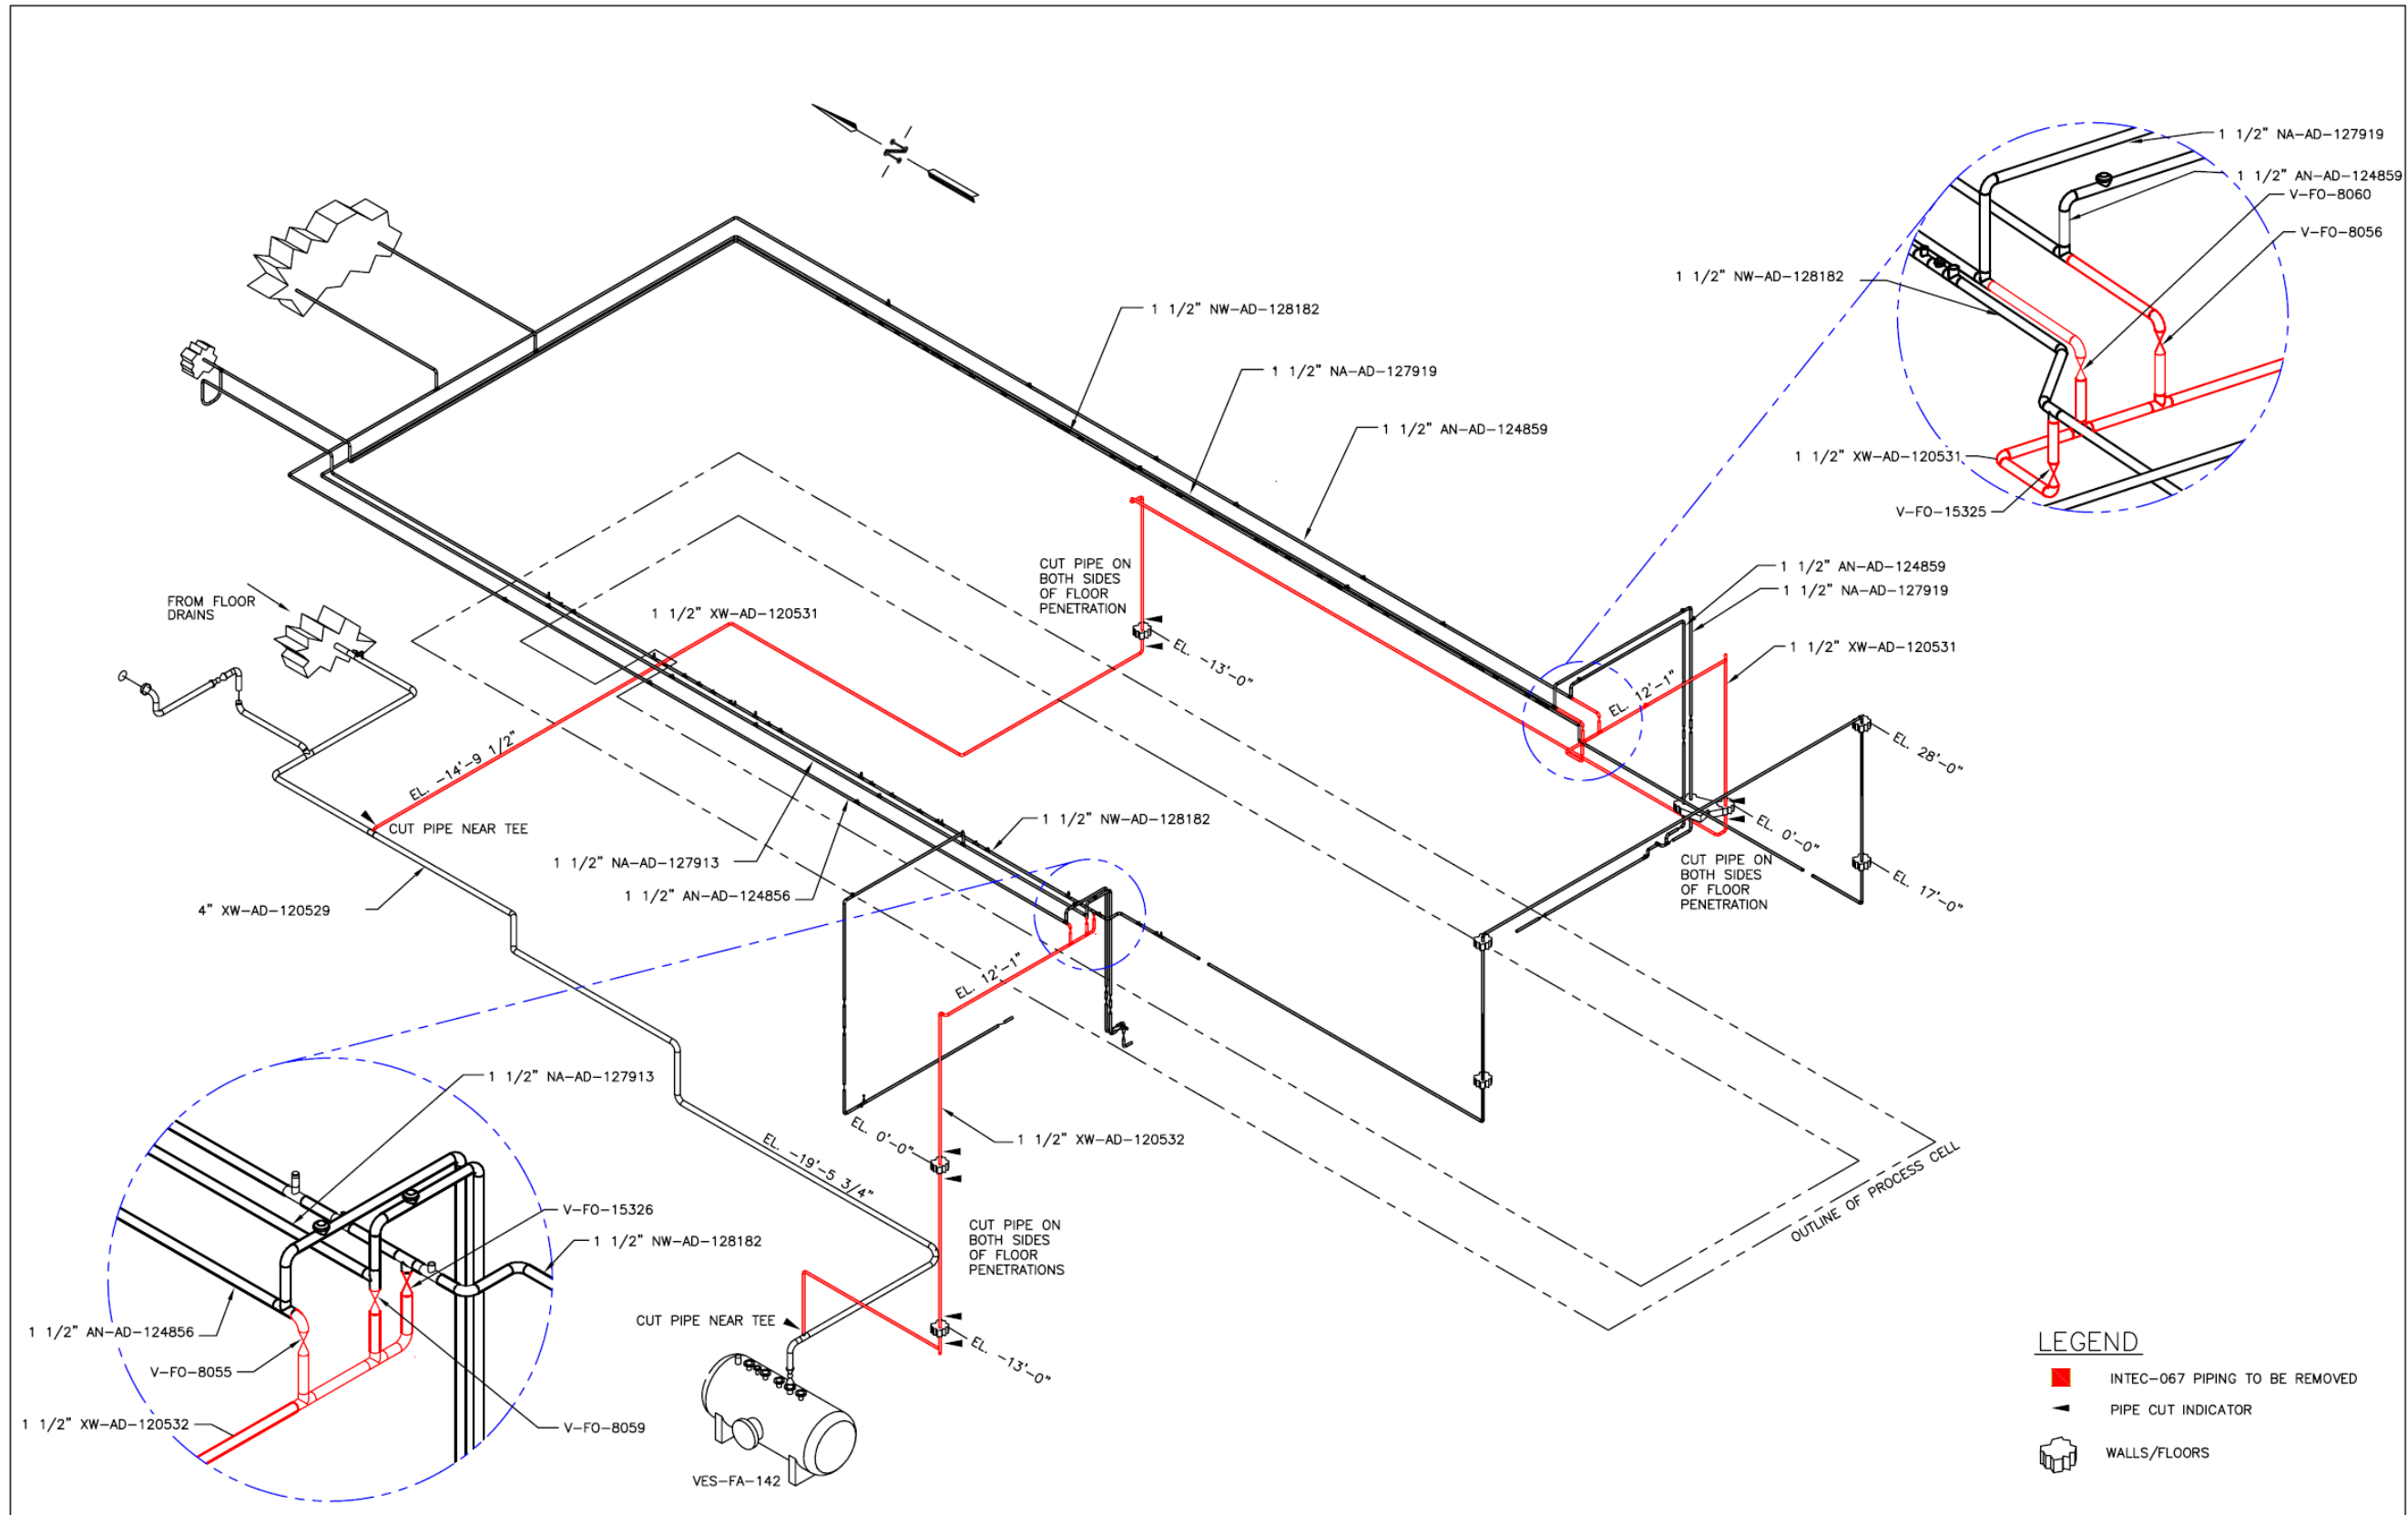 -N-
1 1/2" NA-AD-127919
1 1/2" AN-AD-124859
V-FO-8060
V-FO-8056
1 1/2" NW-AD-128182
1 1/2" XW-AD-120531
V-FO-15325
1 1/2" NW-AD-128182
1 1/2" NA-AD-127919
1 1/2" AN-AD-124859
CUT PIPE ON
BOTH SIDES
OF FLOOR
PENETRATION
EL. -13'-0"
1 1/2" AN-AD-124859
1 1/2" NA-AD-127919
1 1/2" XW-AD-120531
EL. 12'-1"
FROM FLOOR
DRAINS
1 1/2" XW-AD-120531
EL. -14'-9 1/2"
CUT PIPE NEAR TEE
EL. 28'-0"
EL. 0'-0"
EL. 17'-0"
CUT PIPE ON
BOTH SIDES
OF FLOOR
PENETRATION
1 1/2" NW-AD-128182
1 1/2" NA-AD-127913
1 1/2" AN-AD-124856
4" XW-AD-120529
EL. 12'-1"
1 1/2" NA-AD-127913
EL. 0'-0"
1 1/2" XW-AD-120532
EL. -19'-5 3/4"
OUTLINE OF PROCESS CELL
V-FO-15326
1 1/2" NW-AD-128182
CUT PIPE ON
BOTH SIDES
OF FLOOR
PENETRATIONS
1 1/2" AN-AD-124856
V-FO-8055
1 1/2" XW-AD-120532
V-FO-8059
CUT PIPE NEAR TEE
EL. -13'-0"
VES-FA-142
LEGEND
INTEC-067 PIPING TO BE REMOVED
PIPE CUT INDICATOR
WALLS/FLOORS